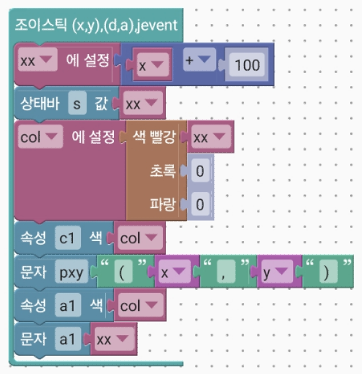 조이스틱 (x,y),(d,a),jevent
xx 에 설정 x + 100
상태바 s 값 xx
col 에 설정 색 빨강 xx
초록 0
파랑 0
속성 c1 색 col
문자 pxy “ ( ” x “ , ” y “ ) ”
속성 a1 색 col
문자 a1 xx